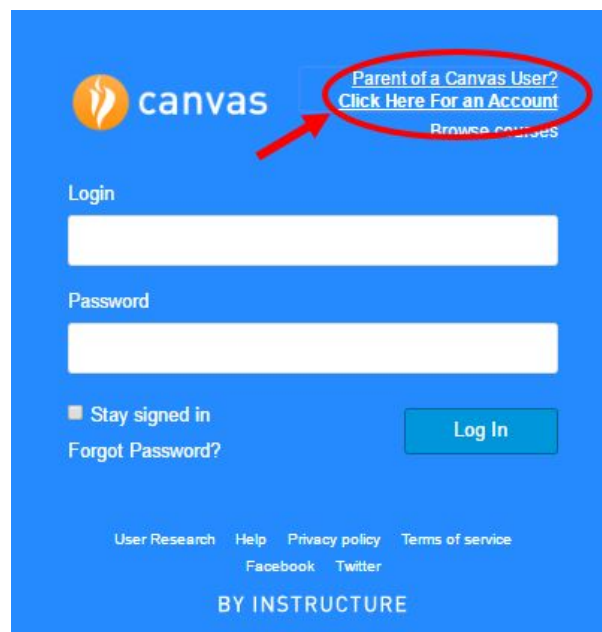 canvas
Parent of a Canvas User?
Click Here For an Account
Browse courses
Login
Password
Stay signed in
Log In
Forgot Password?
User Research Help Privacy policy Terms of service
Facebook Twitter
BY INSTRUCTURE